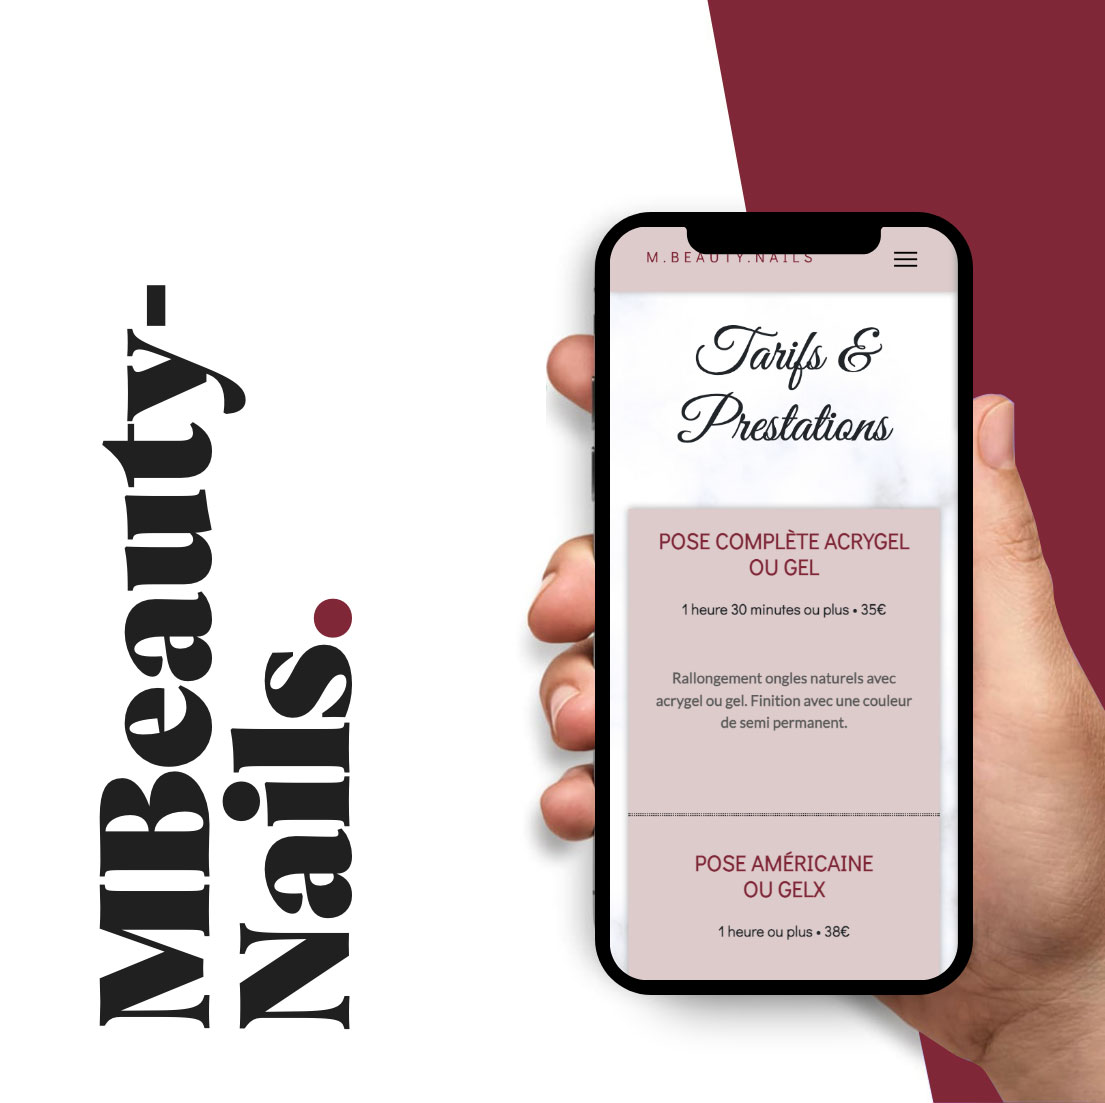 MBeauty-
Nails.
M.BEAUTY.NAILS
Tarifs &
Prestations
POSE COMPLÈTE ACRYGEL
OU GEL
1 heure 30 minutes ou plus • 35€
Rallongement ongles naturels avec
acrygel ou gel. Finition avec une couleur
de semi permanent.
POSE AMÉRICAINE
OU GELX
1 heure ou plus • 38€